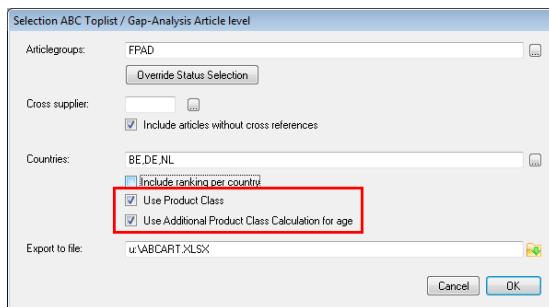 Selection ABC Toplist / Gap-Analysis Article level
Articlegroups: FPAD ...
Override Status Selection
Cross supplier: ...
Include articles without cross references
Countries: BE,DE,NL ...
Include ranking per country
Use Product Class
Use Additional Product Class Calculation for age
Export to file: u:\ABCART.XLSX
Cancel OK